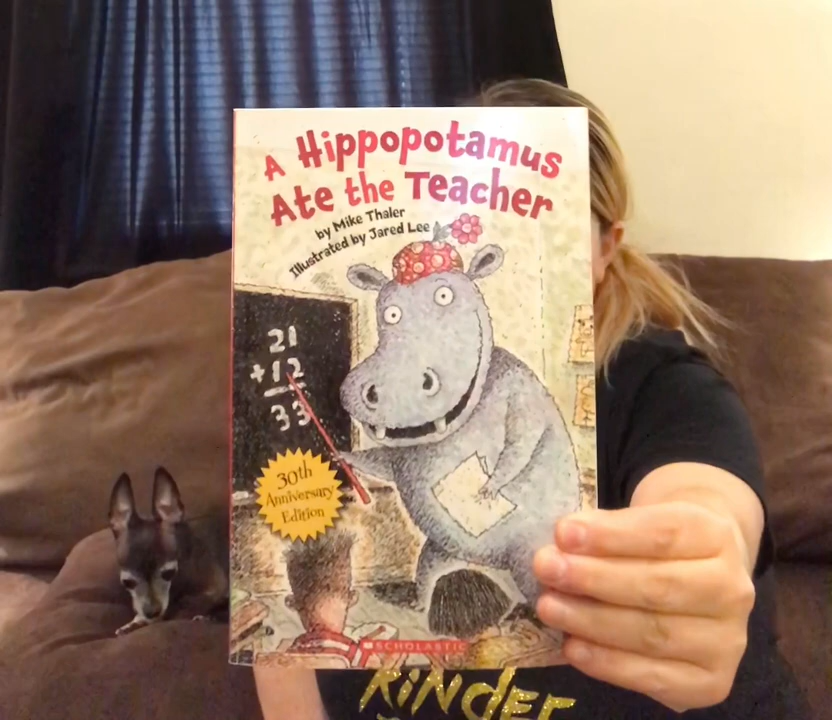 A Hippopotamus
Ate the Teacher
by Mike Thaler
Illustrated by Jared Lee
21
+12
33
30th
Anniversary
Edition
SCHOLASTIC
KiNder